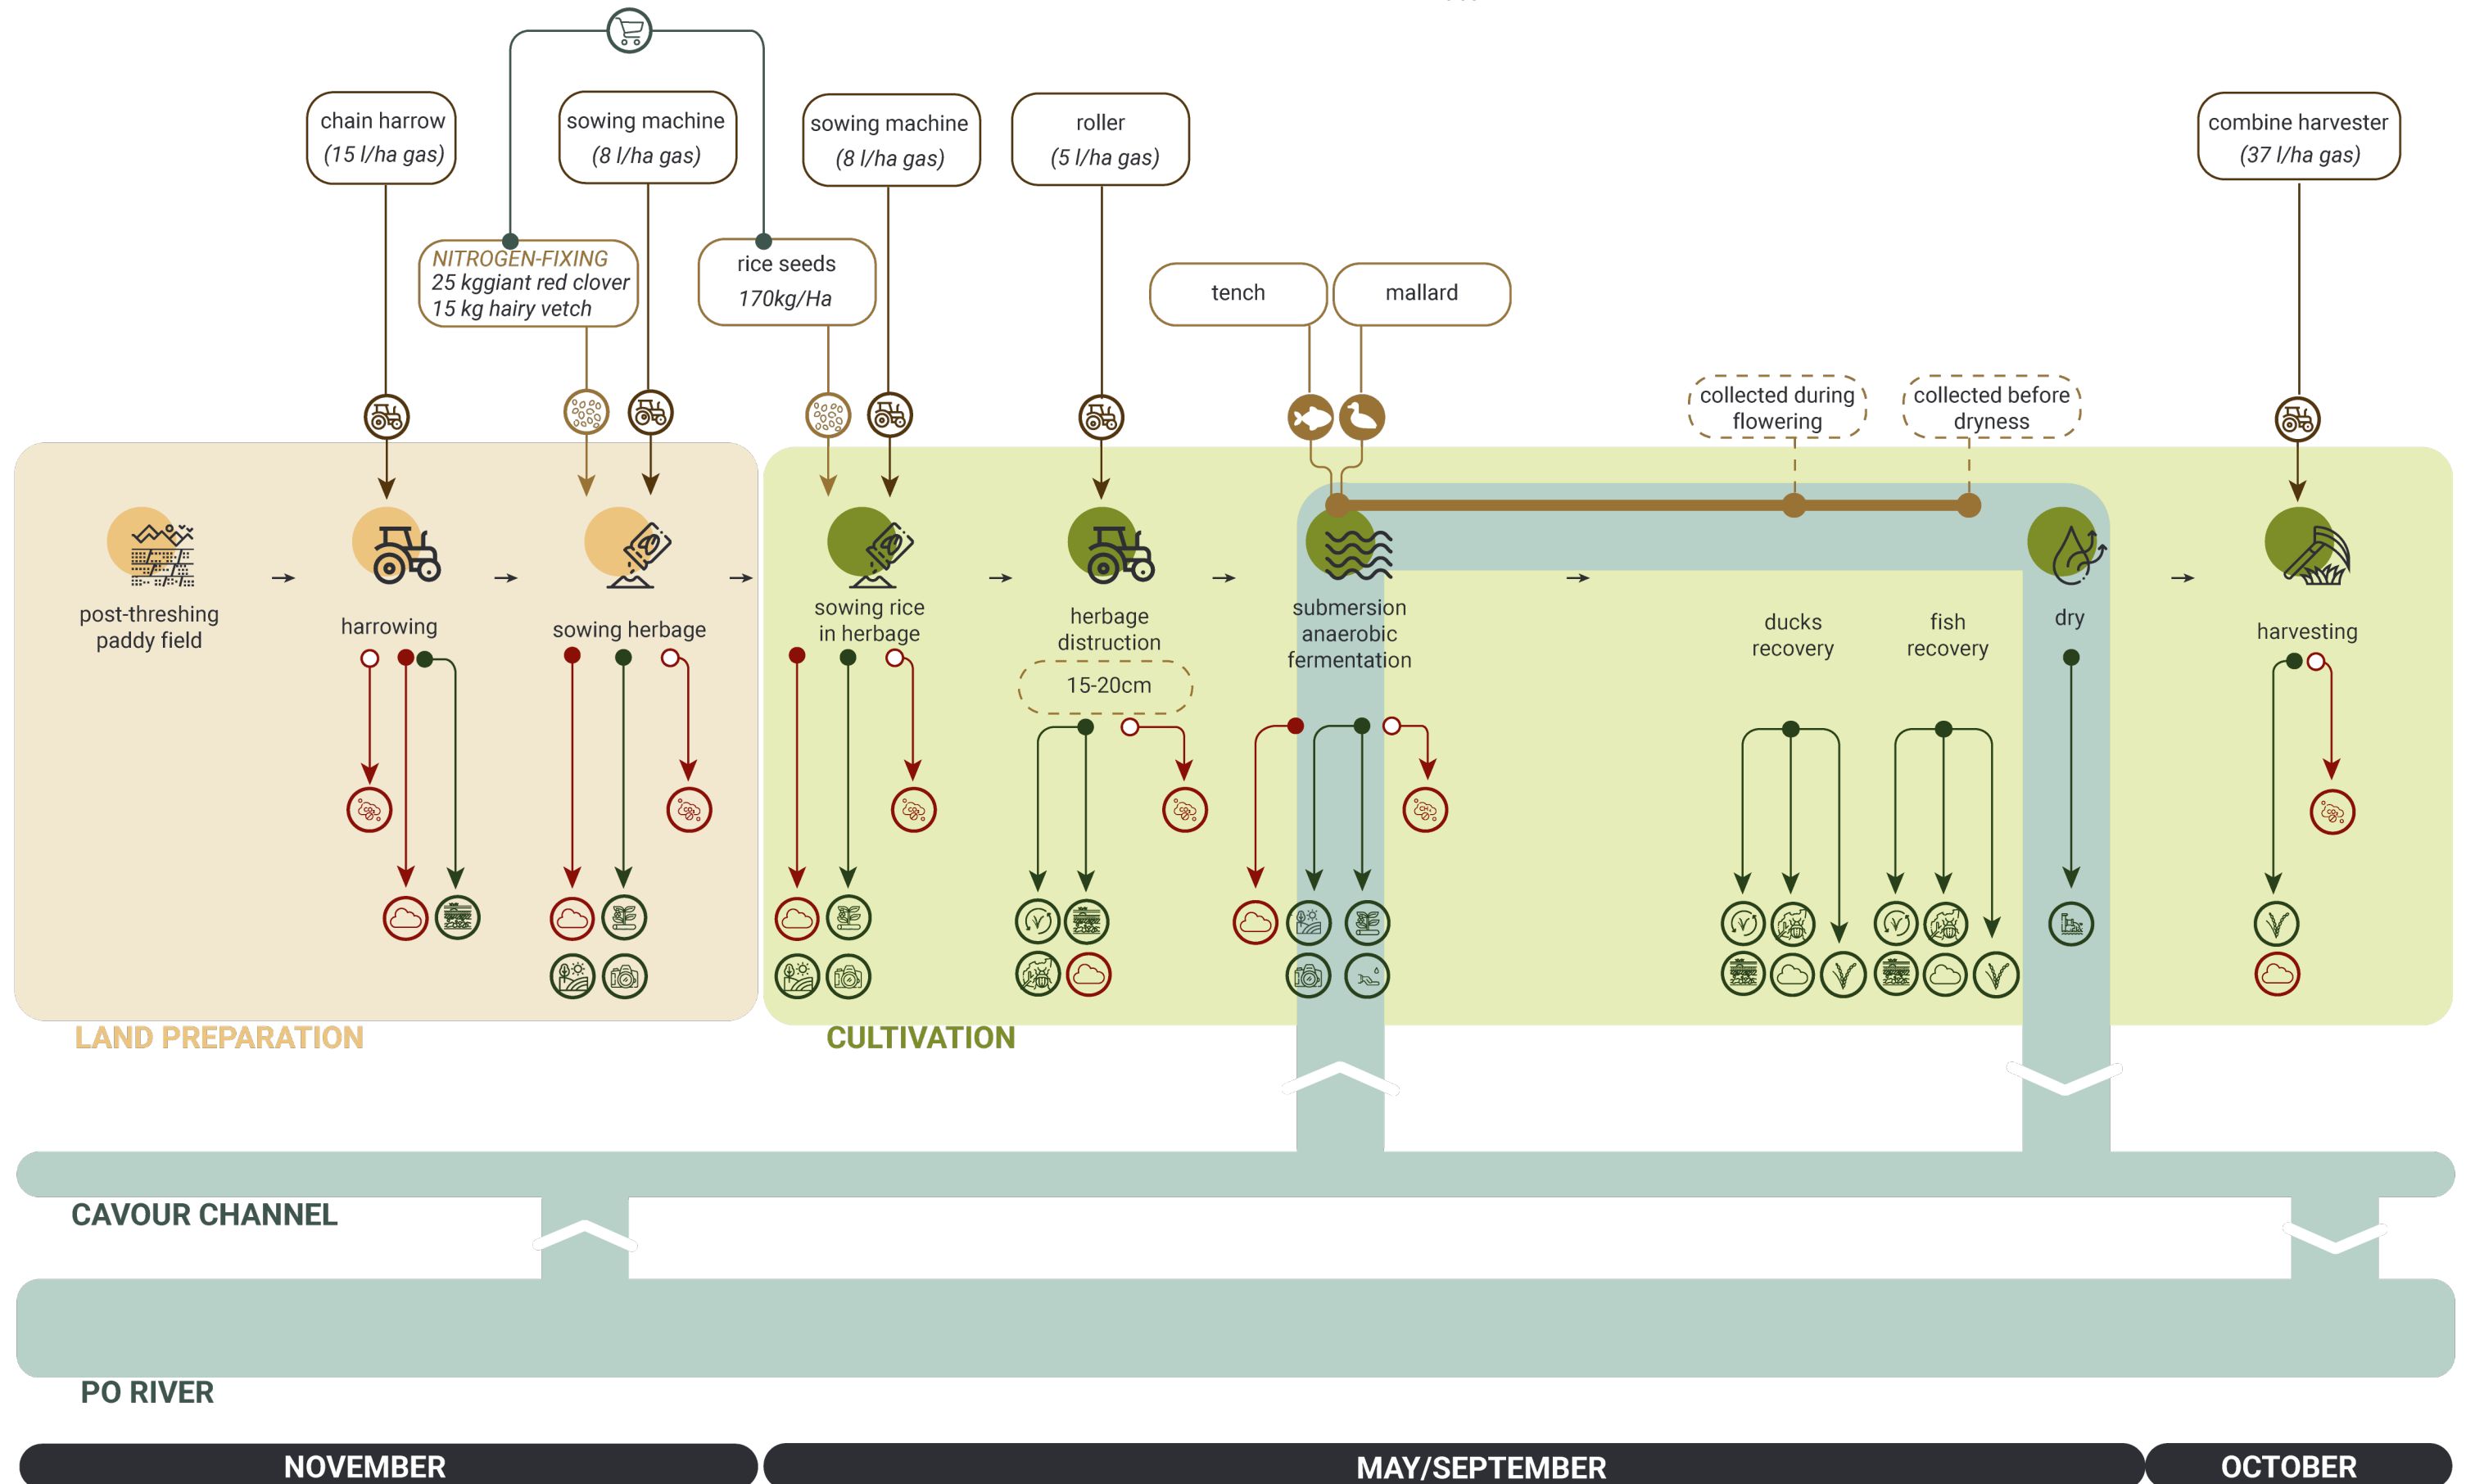 chain harrow
(15 l/ha gas)
sowing machine
(8 l/ha gas)
sowing machine
(8 l/ha gas)
roller
(5 l/ha gas)
combine harvester
(37 l/ha gas)
NITROGEN-FIXING
25 kggiant red clover
15 kg hairy vetch
rice seeds
170kg/Ha
tench
mallard
collected during
flowering
collected before
dryness
post-threshing
paddy field
harrowing
sowing herbage
sowing rice
in herbage
herbage
distruction
15-20cm
submersion
anaerobic
fermentation
ducks
recovery
fish
recovery
dry
harvesting
LAND PREPARATION
CULTIVATION
CAVOUR CHANNEL
PO RIVER
NOVEMBER
MAY/SEPTEMBER
OCTOBER